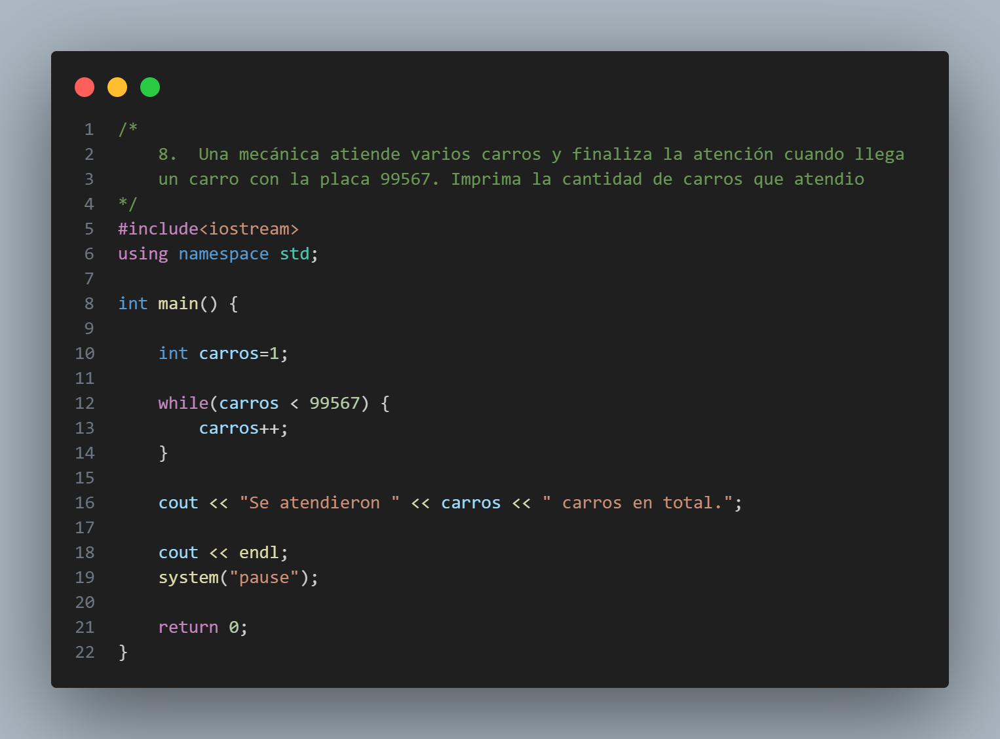 1 /*
2     8.  Una mecánica atiende varios carros y finaliza la atención cuando llega
3     un carro con la placa 99567. Imprima la cantidad de carros que atendio
4 */
5 #include<iostream>
6 using namespace std;
7
8 int main() {
9
10     int carros=1;
11
12     while(carros < 99567) {
13         carros++;
14     }
15
16     cout << "Se atendieron " << carros << " carros en total.";
17
18     cout << endl;
19     system("pause");
20
21     return 0;
22 }